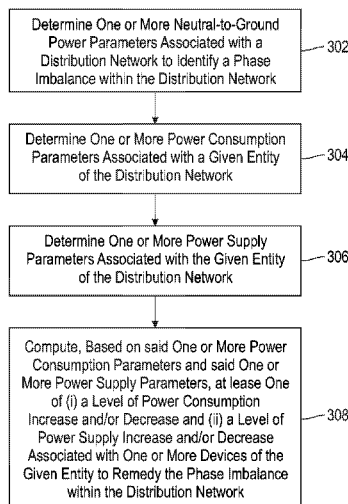 Determine One or More Neutral-to-Ground
Power Parameters Associated with a
Distribution Network to Identify a Phase
Imbalance within the Distribution Network
302
Determine One or More Power Consumption
Parameters Associated with a Given Entity
of the Distribution Network
304
Determine One or More Power Supply
Parameters Associated with the Given Entity
of the Distribution Network
306
Compute, Based on said One or More Power
Consumption Parameters and said One or
More Power Supply Parameters, at lease One
of (i) a Level of Power Consumption
Increase and/or Decrease and (ii) a Level of
Power Supply Increase and/or Decrease
Associated with One or More Devices of the
Given Entity to Remedy the Phase Imbalance
within the Distribution Network
308